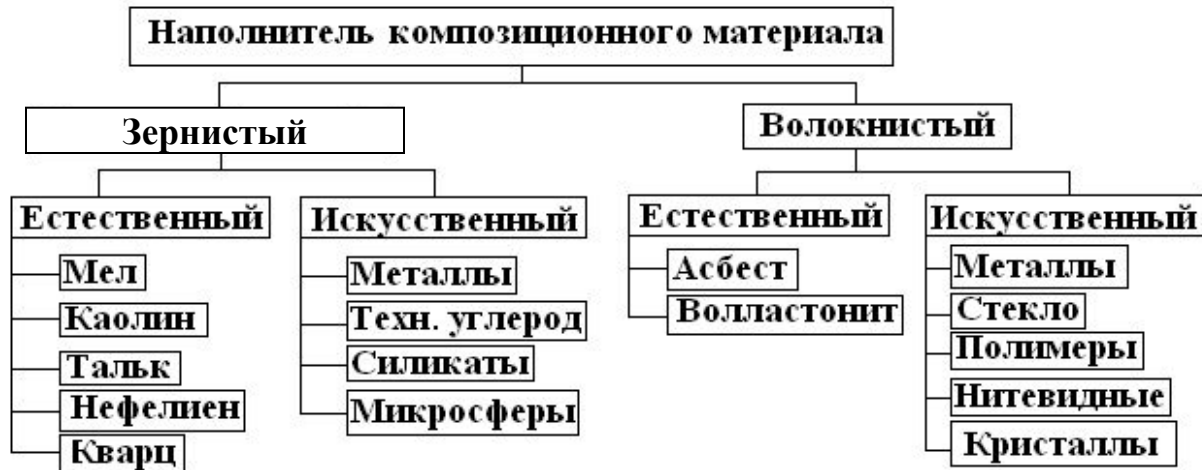 Наполнитель композиционного материала
Зернистый
Волокнистый
Естественный
Искусственный
Естественный
Искусственный
Мел
Каолин
Тальк
Нефелиен
Кварц
Металлы
Техн. углерод
Силикаты
Микросферы
Асбест
Волластонит
Металлы
Стекло
Полимеры
Нитевидные
Кристаллы